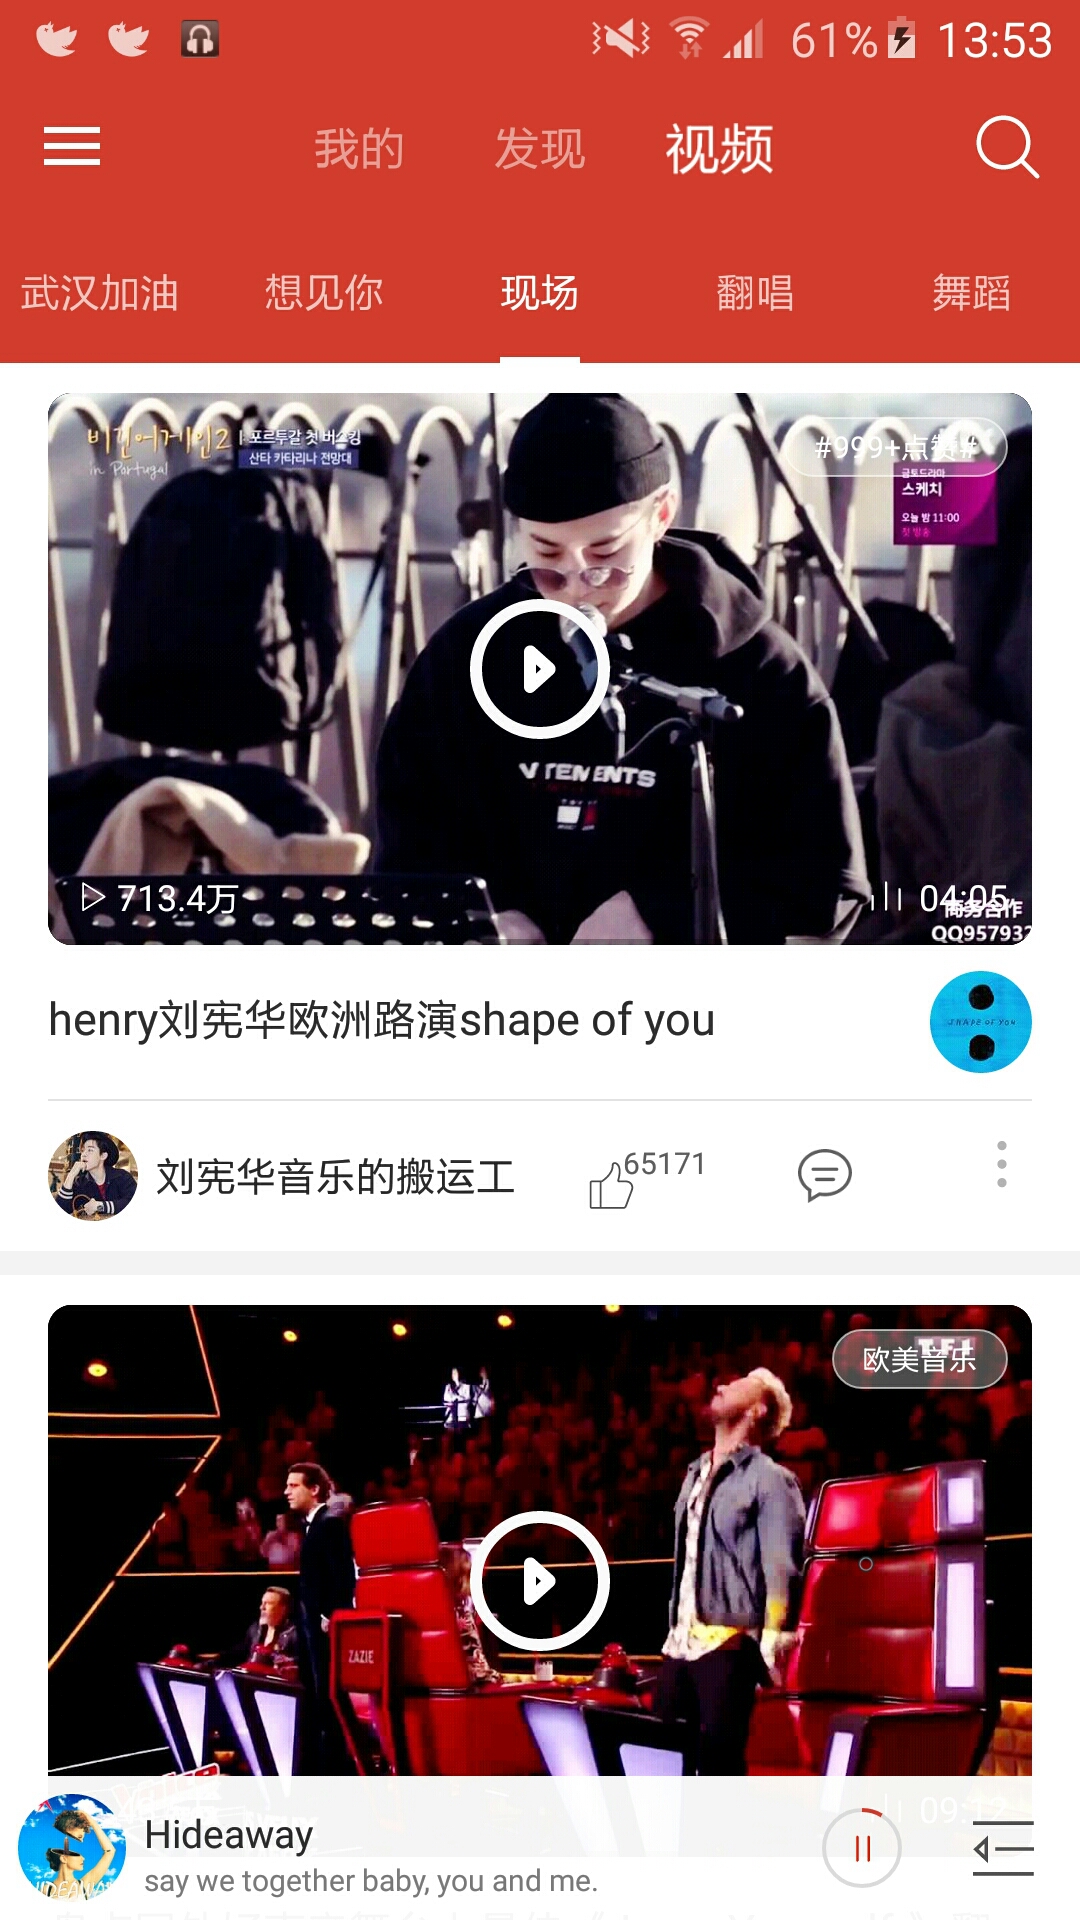 61% 13:53
我的 发现 视频
武汉加油 想见你 现场 翻唱 舞蹈
비긴어게인2 포르투갈 첫 버스킹
in Portugal 산타 카타리나 전망대
#999+点赞#
금토드라마
스케치
오늘 밤 11:00
첫 방송
VETEMENTS
713.4万 04:05
商务合作
QQ957932
henry刘宪华欧洲路演shape of you
SHAPE OF YOU
刘宪华音乐的搬运工 65171
TF1
欧美音乐
ZAZIE
09:12
Hideaway
say we together baby, you and me.